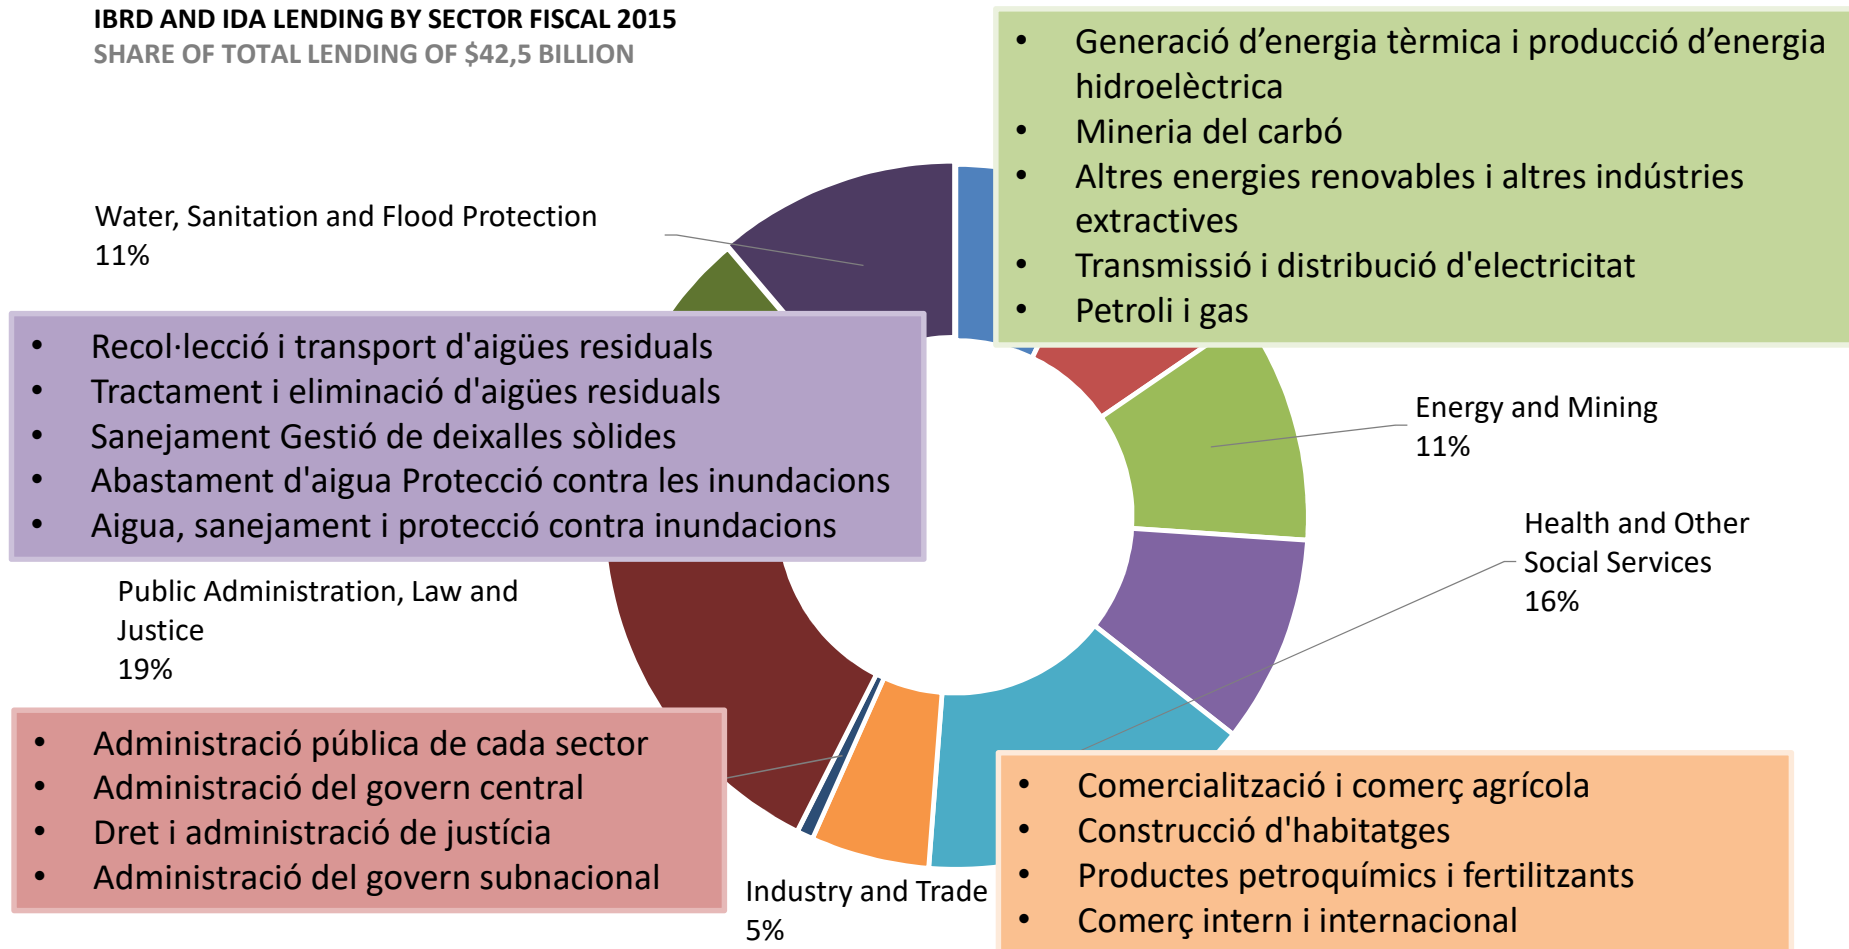 IBRD AND IDA LENDING BY SECTOR FISCAL 2015
SHARE OF TOTAL LENDING OF $42,5 BILLION
• Generació d’energia tèrmica i producció d’energia
hidroelèctrica
• Mineria del carbó
• Altres energies renovables i altres indústries
extractives
• Transmissió i distribució d'electricitat
• Petroli i gas
Water, Sanitation and Flood Protection
11%
• Recol·lecció i transport d'aigües residuals
• Tractament i eliminació d'aigües residuals
• Sanejament Gestió de deixalles sòlides
• Abastament d'aigua Protecció contra les inundacions
• Aigua, sanejament i protecció contra inundacions
Energy and Mining
11%
Health and Other
Social Services
16%
Public Administration, Law and
Justice
19%
• Administració pública de cada sector
• Administració del govern central
• Dret i administració de justícia
• Administració del govern subnacional
Industry and Trade
5%
• Comercialització i comerç agrícola
• Construcció d'habitatges
• Productes petroquímics i fertilitzants
• Comerç intern i internacional